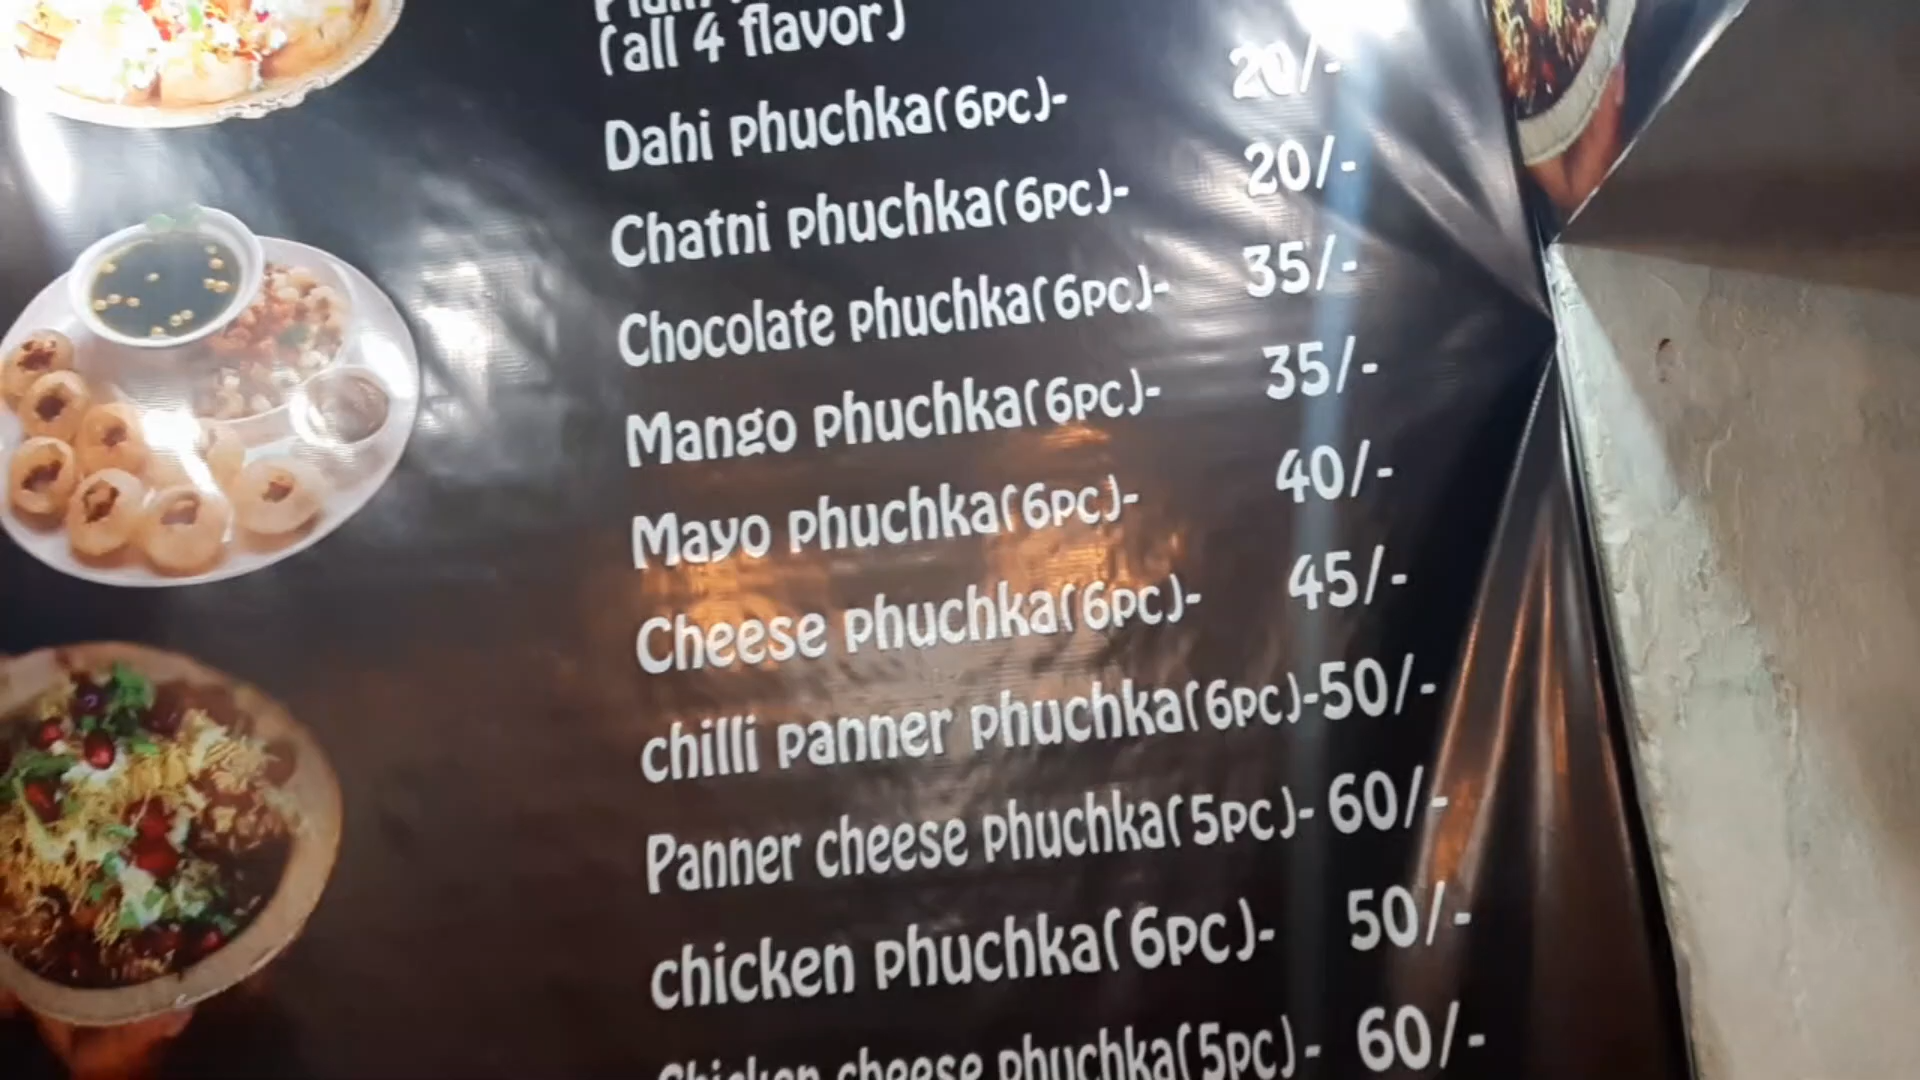 Plain
(all 4 flavor)
Dahi phuchka(6pc)- 20/-
Chatni phuchka(6pc)- 20/-
Chocolate phuchka(6pc)- 35/-
Mango phuchka(6pc)- 35/-
Mayo phuchka(6pc)- 40/-
Cheese phuchka(6pc)- 45/-
chilli panner phuchka(6pc)-50/-
Panner cheese phuchka(5pc)- 60/-
chicken phuchka(6pc)- 50/-
Chicken cheese phuchka(5pc)- 60/-